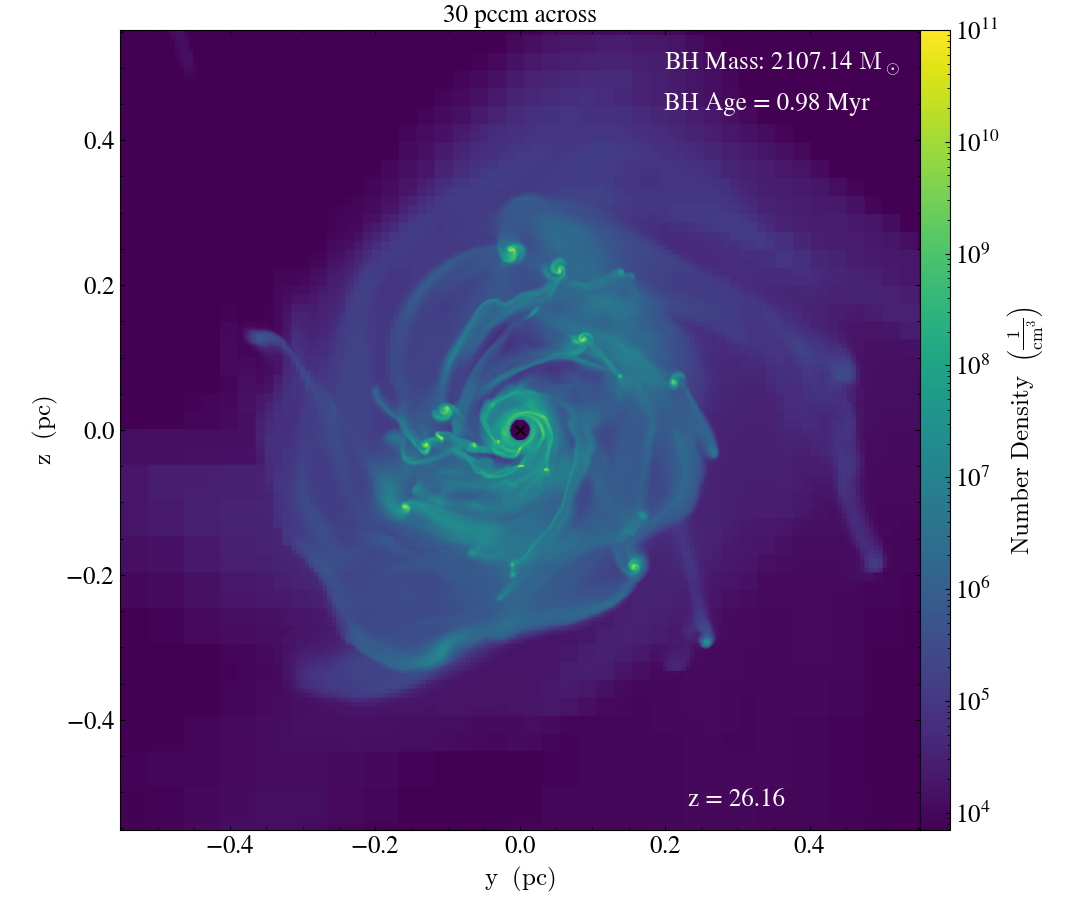 30 pccm across
BH Mass: 2107.14 M☉
BH Age = 0.98 Myr
z = 26.16
0.4
0.2
0.0
−0.2
−0.4
z (pc)
−0.4
−0.2
0.0
0.2
0.4
y (pc)
10¹¹
10¹⁰
10⁹
10⁸
10⁷
10⁶
10⁵
10⁴
Number Density (1/cm³)